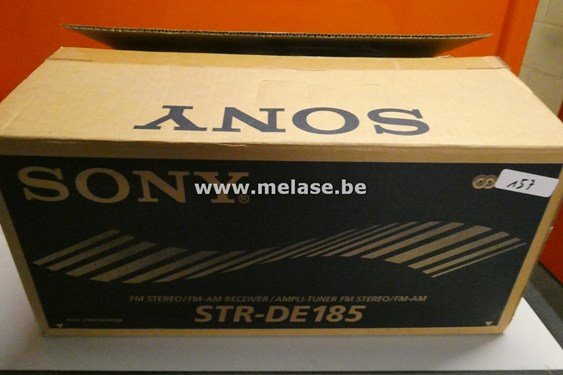 SONY
www.melase.be
SONY®
157
FM STEREO/FM-AM RECEIVER/AMPLI-TUNER FM STEREO/FM-AM
STR-DE185